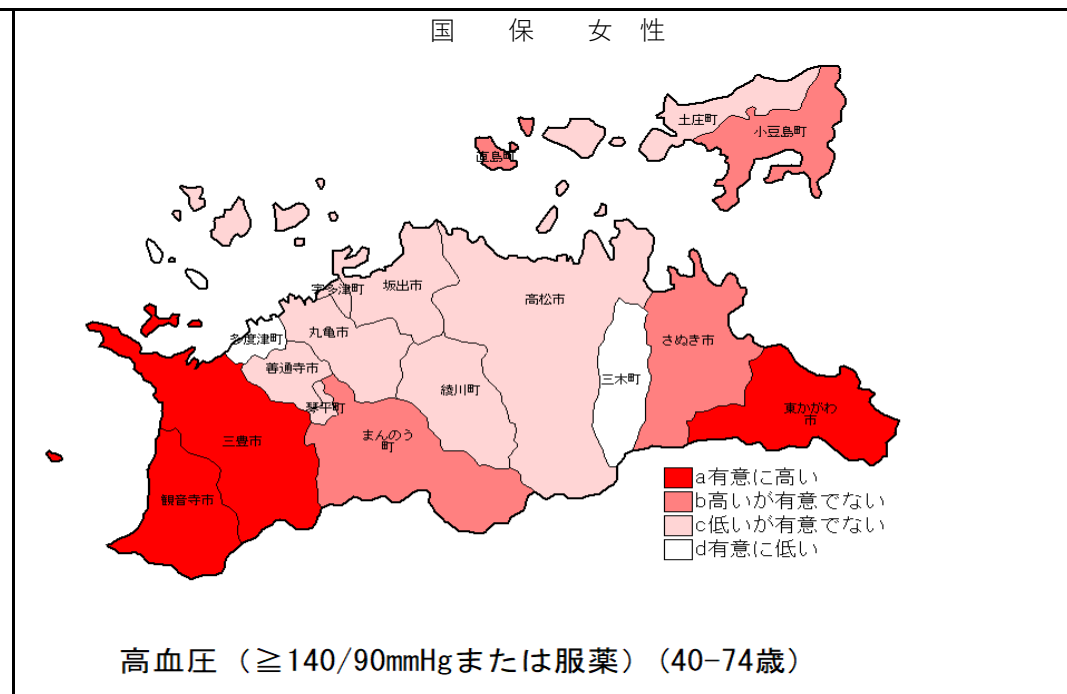 国 保 女 性
土庄町
小豆島町
直島町
宇多津町
坂出市
高松市
多度津町
丸亀市
さぬき市
善通寺市
三木町
綾川町
琴平町
東かがわ
市
まんのう
町
三豊市
観音寺市
a有意に高い
b高いが有意でない
c低いが有意でない
d有意に低い
高血圧（≧140/90mmHgまたは服薬）(40-74歳)